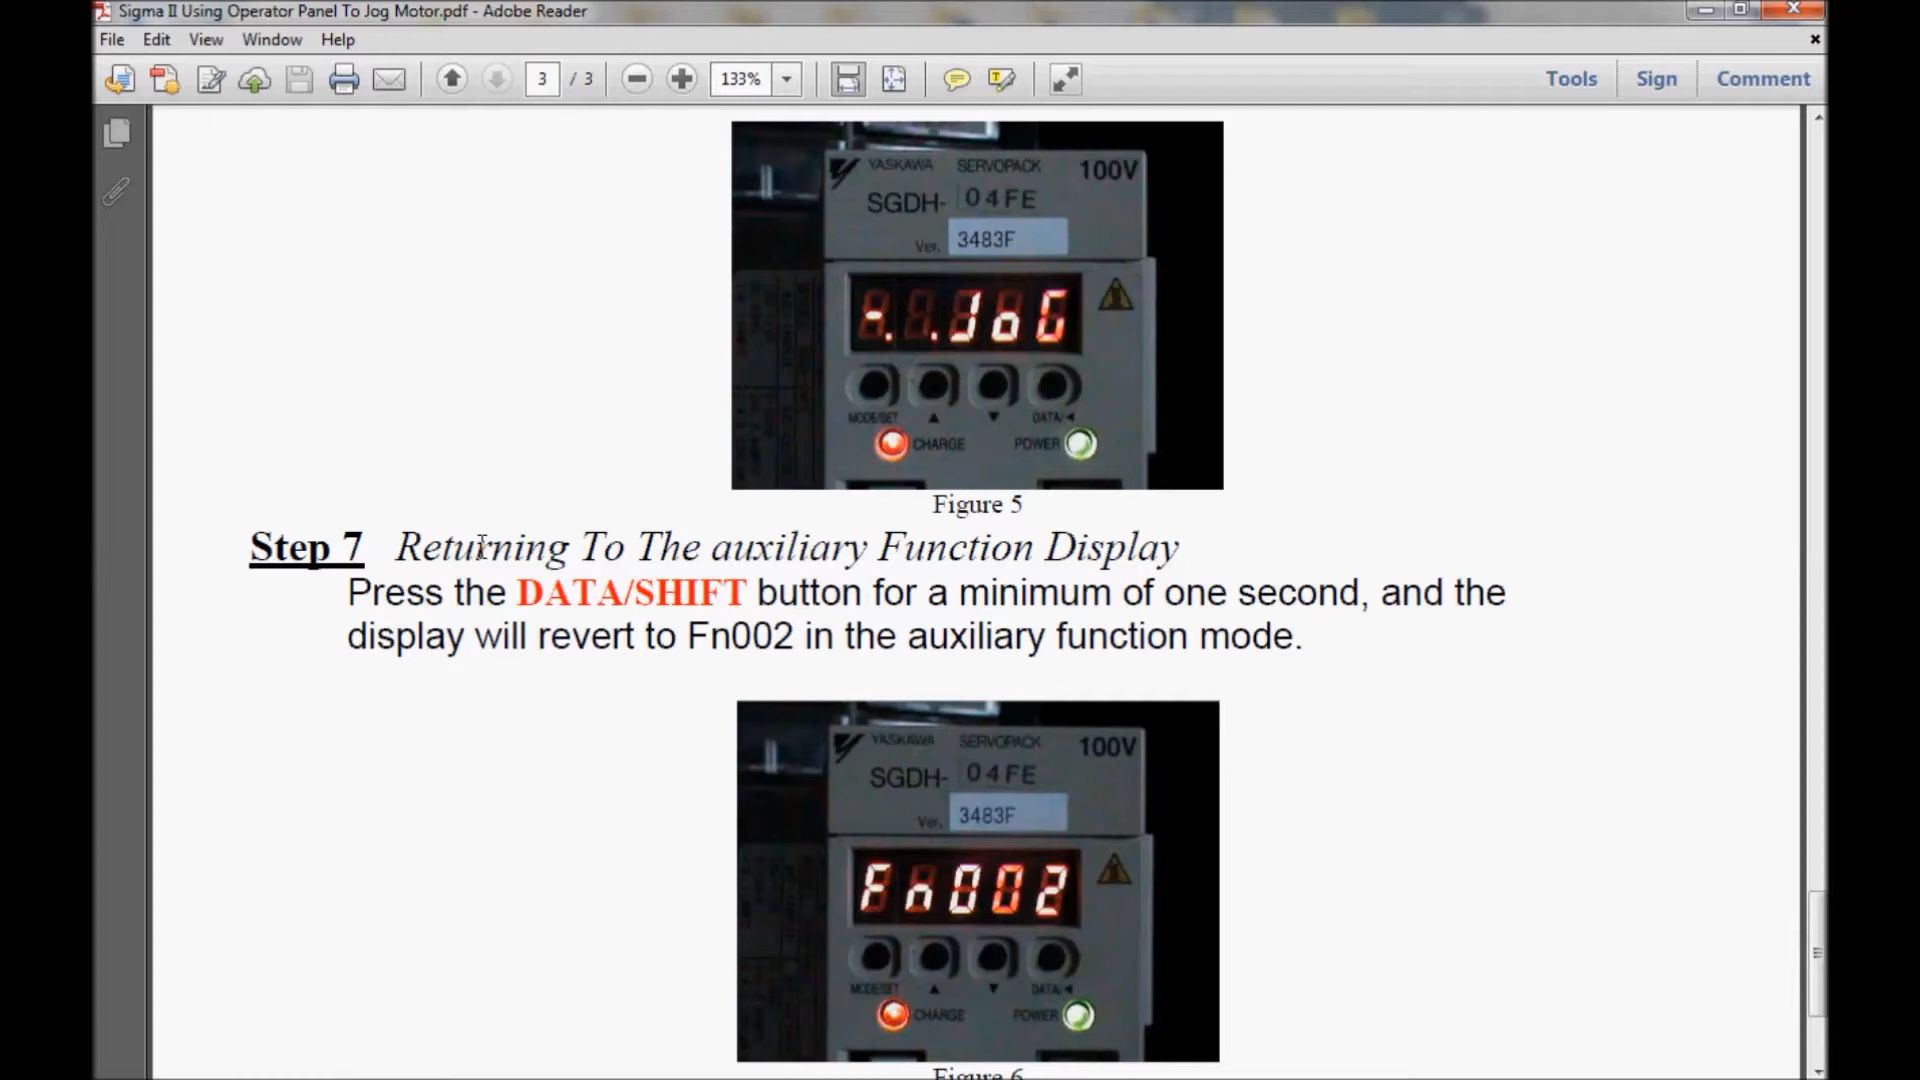 Sigma II Using Operator Panel To Jog Motor.pdf - Adobe Reader
File Edit View Window Help
3 / 3 133% Tools Sign Comment
YASKAWA SERVOPACK 100V
SGDH- 04FE
Ver. 3483F
-. .JoG
MODE/SET ▲ ▼ DATA/◄
CHARGE POWER
Figure 5
Step 7 Returning To The auxiliary Function Display
Press the DATA/SHIFT button for a minimum of one second, and the
display will revert to Fn002 in the auxiliary function mode.
YASKAWA SERVOPACK 100V
SGDH- 04FE
Ver. 3483F
Fn002
MODE/SET ▲ ▼ DATA/◄
CHARGE POWER
Figure 6